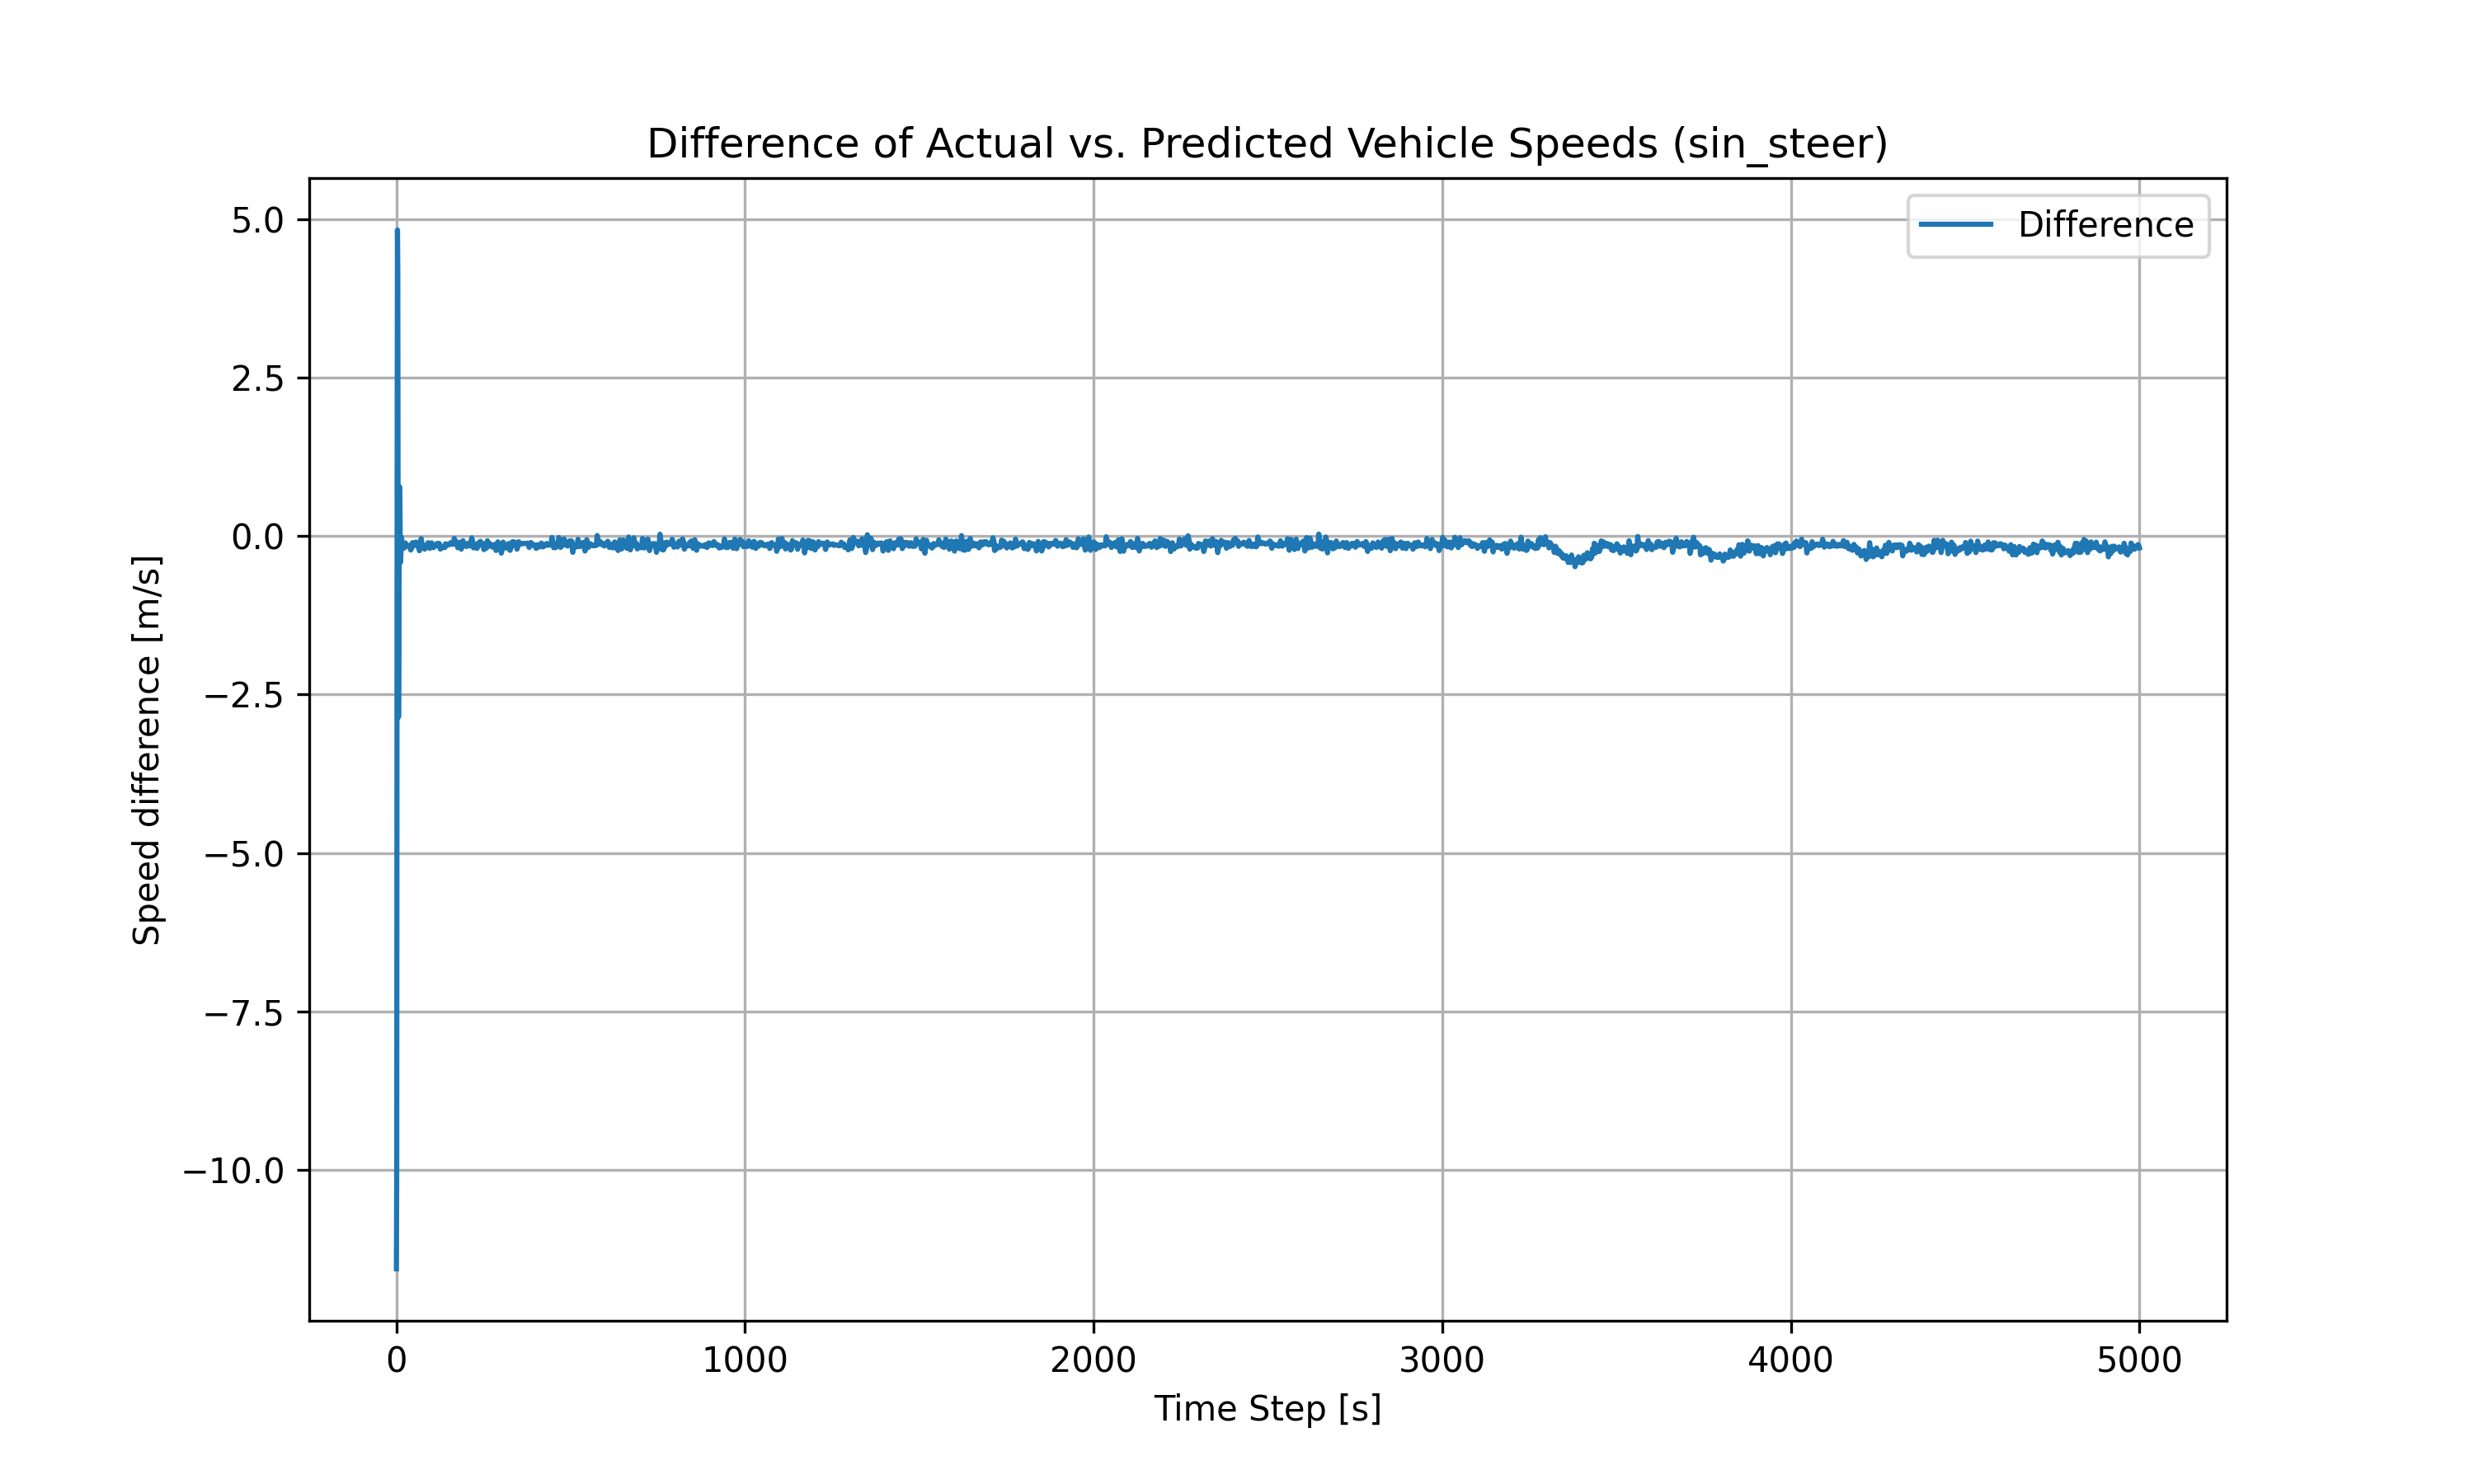 Difference of Actual vs. Predicted Vehicle Speeds (sin_steer)
Difference
5.0
2.5
0.0
−2.5
−5.0
−7.5
−10.0
Speed difference [m/s]
0 1000 2000 3000 4000 5000
Time Step [s]